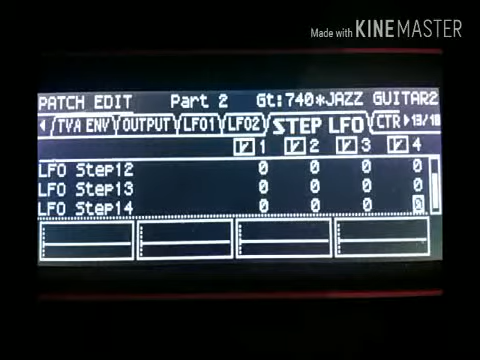 Made with KINEMASTER
PATCH EDIT Part 2 Gt:740*JAZZ GUITAR2
TVA ENV OUTPUT LFO1 LFO2 STEP LFO CTR 13/18
1 2 3 4
LFO Step12 0 0 0 0
LFO Step13 0 0 0 0
LFO Step14 0 0 0 0